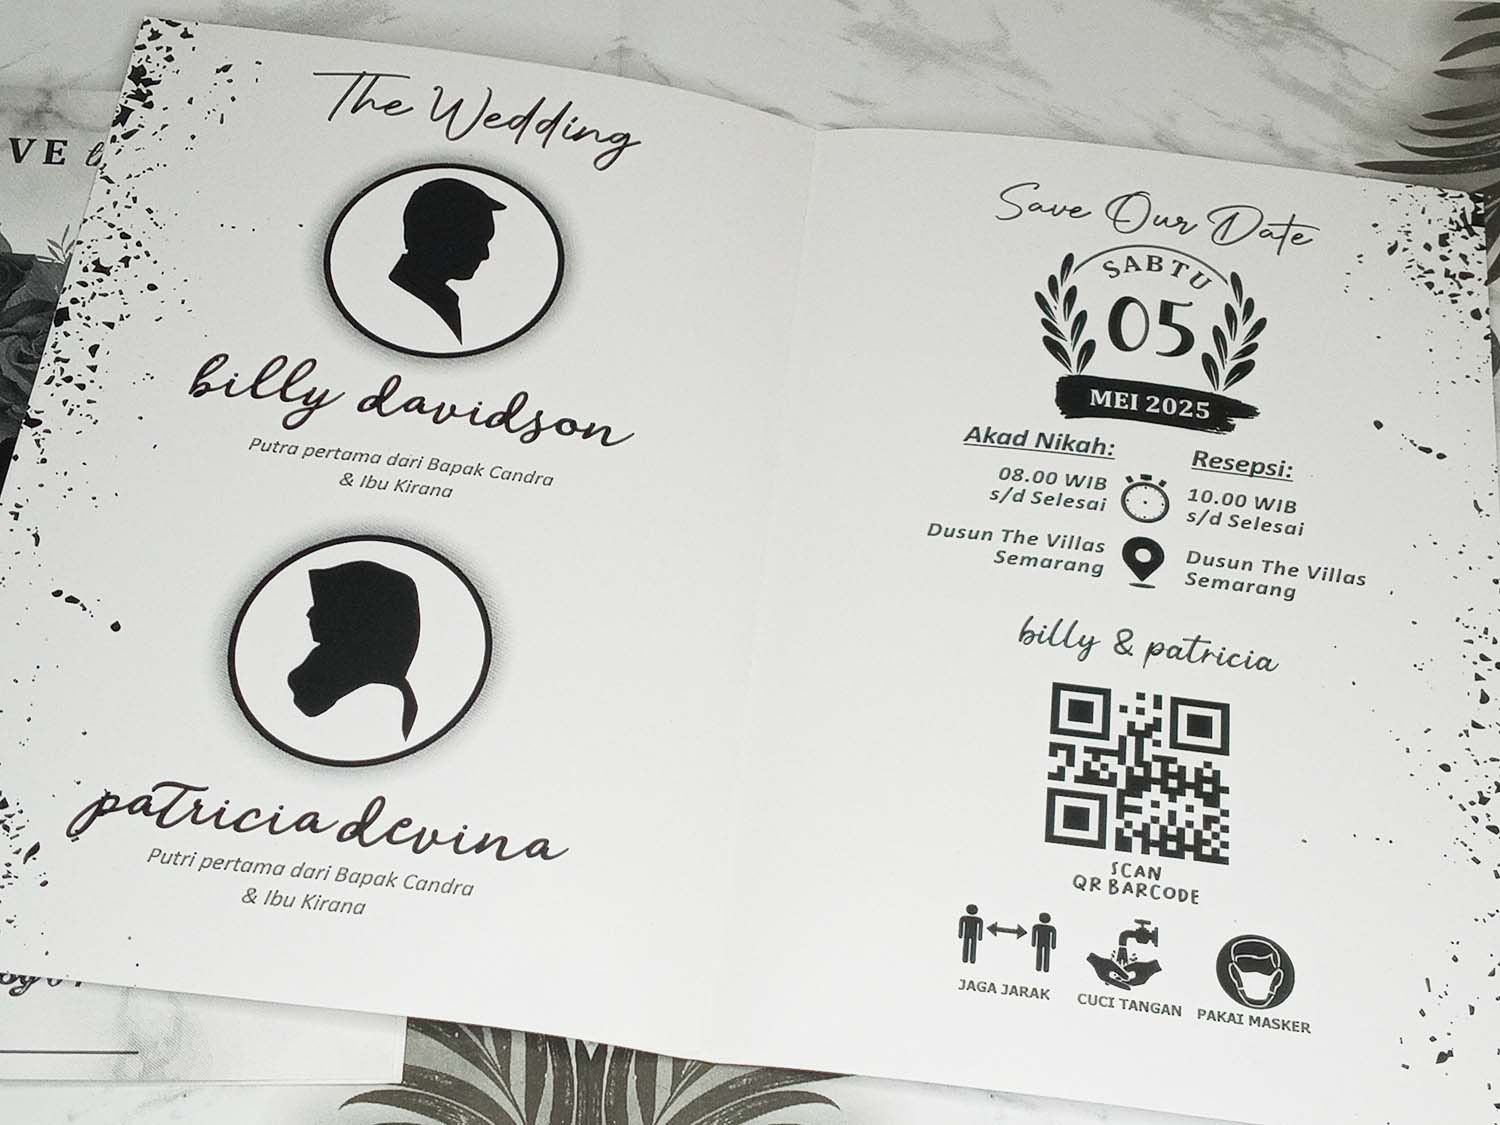 VE
The Wedding
billy davidson
Putra pertama dari Bapak Candra
& Ibu Kirana
patricia devina
Putri pertama dari Bapak Candra
& Ibu Kirana
Save Our Date
SABTU
05
MEI 2025
Akad Nikah:
08.00 WIB
s/d Selesai
Dusun The Villas
Semarang
Resepsi:
10.00 WIB
s/d Selesai
Dusun The Villas
Semarang
billy & patricia
SCAN
QR BARCODE
JAGA JARAK
CUCI TANGAN
PAKAI MASKER